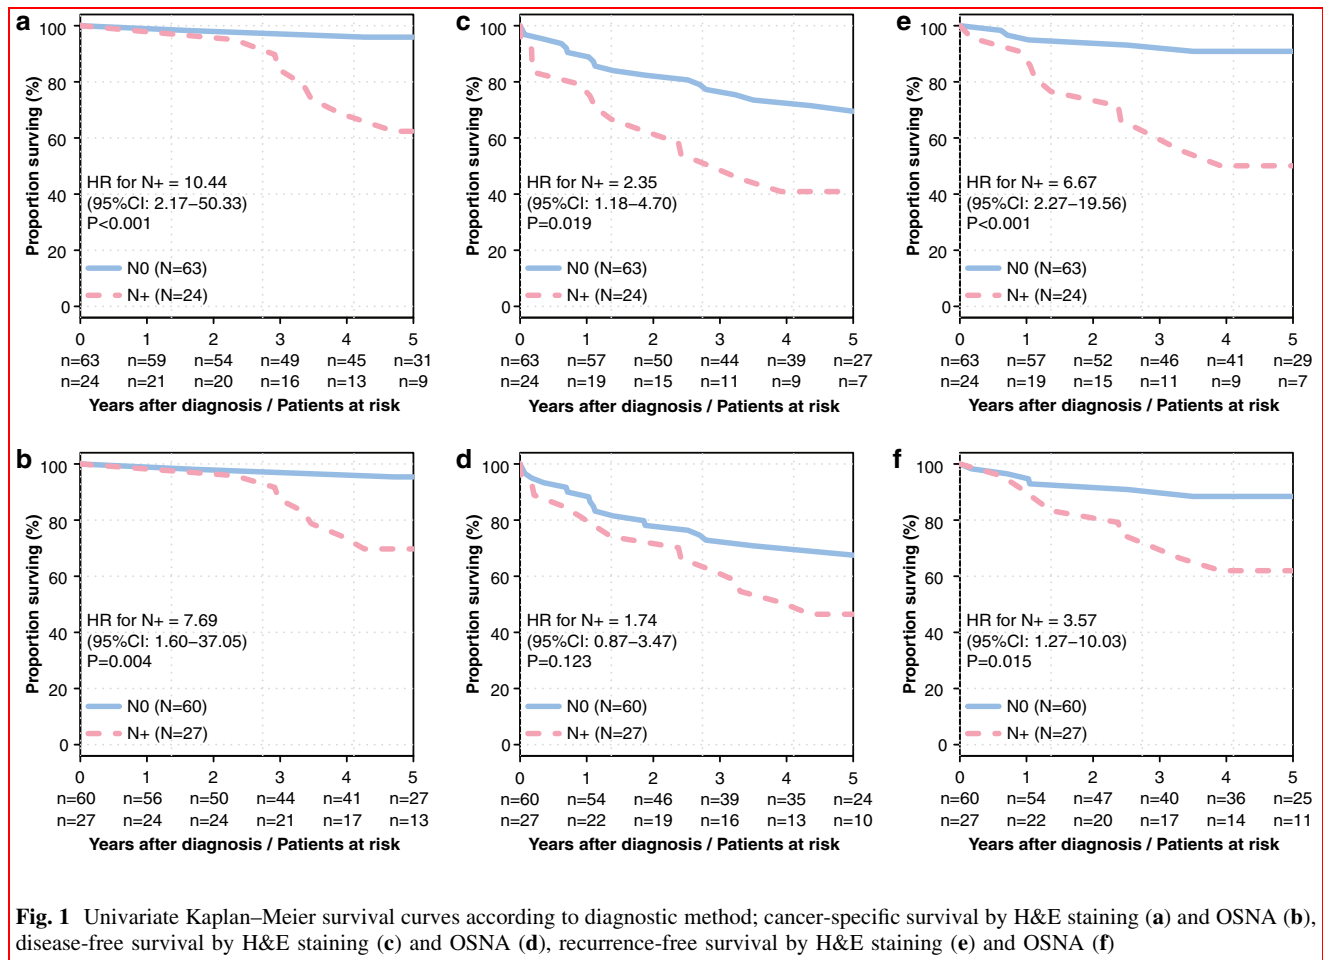 a
100
80
60
40
20
0
Proportion surving (%)
HR for N+ = 10.44
(95%CI: 2.17–50.33)
P<0.001
N0 (N=63)
N+ (N=24)
0 1 2 3 4 5
n=63 n=59 n=54 n=49 n=45 n=31
n=24 n=21 n=20 n=16 n=13 n=9
Years after diagnosis / Patients at risk
c
100
80
60
40
20
0
Proportion surving (%)
HR for N+ = 2.35
(95%CI: 1.18–4.70)
P=0.019
N0 (N=63)
N+ (N=24)
0 1 2 3 4 5
n=63 n=57 n=50 n=44 n=39 n=27
n=24 n=19 n=15 n=11 n=9 n=7
Years after diagnosis / Patients at risk
e
100
80
60
40
20
0
Proportion surving (%)
HR for N+ = 6.67
(95%CI: 2.27–19.56)
P<0.001
N0 (N=63)
N+ (N=24)
0 1 2 3 4 5
n=63 n=57 n=52 n=46 n=41 n=29
n=24 n=19 n=15 n=11 n=9 n=7
Years after diagnosis / Patients at risk
b
100
80
60
40
20
0
Proportion surving (%)
HR for N+ = 7.69
(95%CI: 1.60–37.05)
P=0.004
N0 (N=60)
N+ (N=27)
0 1 2 3 4 5
n=60 n=56 n=50 n=44 n=41 n=27
n=27 n=24 n=24 n=21 n=17 n=13
Years after diagnosis / Patients at risk
d
100
80
60
40
20
0
Proportion surving (%)
HR for N+ = 1.74
(95%CI: 0.87–3.47)
P=0.123
N0 (N=60)
N+ (N=27)
0 1 2 3 4 5
n=60 n=54 n=46 n=39 n=35 n=24
n=27 n=22 n=19 n=16 n=13 n=10
Years after diagnosis / Patients at risk
f
100
80
60
40
20
0
Proportion surving (%)
HR for N+ = 3.57
(95%CI: 1.27–10.03)
P=0.015
N0 (N=60)
N+ (N=27)
0 1 2 3 4 5
n=60 n=54 n=47 n=40 n=36 n=25
n=27 n=22 n=20 n=17 n=14 n=11
Years after diagnosis / Patients at risk
Fig. 1 Univariate Kaplan–Meier survival curves according to diagnostic method; cancer-specific survival by H&E staining (a) and OSNA (b),
disease-free survival by H&E staining (c) and OSNA (d), recurrence-free survival by H&E staining (e) and OSNA (f)